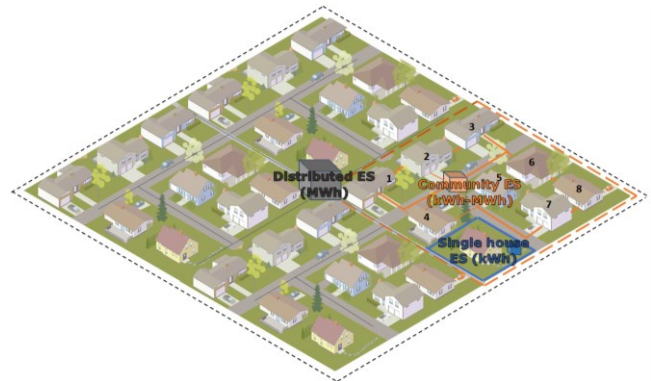 3
2
6
Distributed ES
(MWh)
1
5
Community ES
(kWh-MWh)
8
7
4
Single house
ES (kWh)